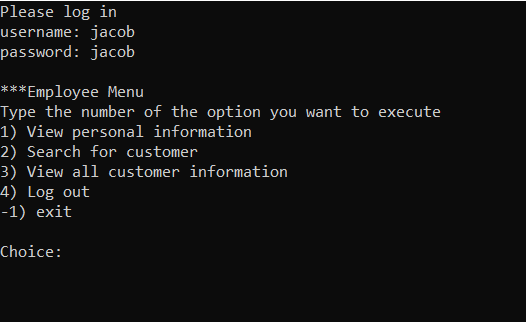 Please log in
username: jacob
password: jacob
***Employee Menu
Type the number of the option you want to execute
1) View personal information
2) Search for customer
3) View all customer information
4) Log out
-1) exit
Choice: